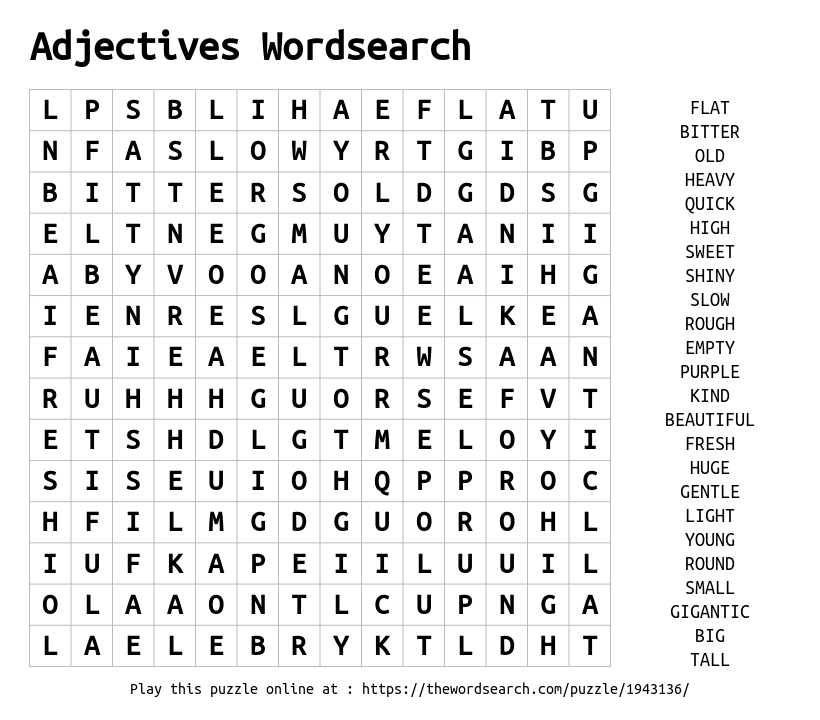 Adjectives Wordsearch
L P S B L I H A E F L A T U
N F A S L O W Y R T G I B P
B I T T E R S O L D G D S G
E L T N E G M U Y T A N I I
A B Y V O O A N O E A I H G
I E N R E S L G U E L K E A
F A I E A E L T R W S A A N
R U H H H G U O R S E F V T
E T S H D L G T M E L O Y I
S I S E U I O H Q P P R O C
H F I L M G D G U O R O H L
I U F K A P E I I L U U I L
O L A A O N T L C U P N G A
L A E L E B R Y K T L D H T
FLAT
BITTER
OLD
HEAVY
QUICK
HIGH
SWEET
SHINY
SLOW
ROUGH
EMPTY
PURPLE
KIND
BEAUTIFUL
FRESH
HUGE
GENTLE
LIGHT
YOUNG
ROUND
SMALL
GIGANTIC
BIG
TALL
Play this puzzle online at : https://thewordsearch.com/puzzle/1943136/